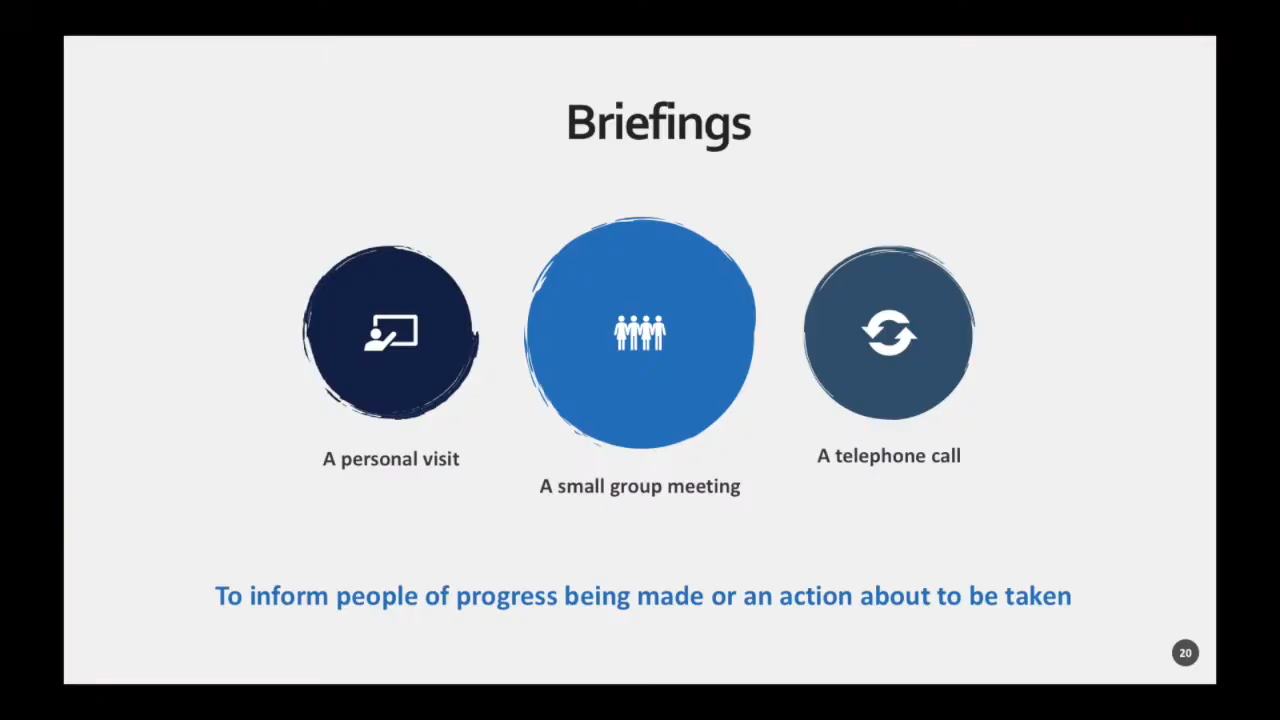 Briefings
A personal visit
A small group meeting
A telephone call
To inform people of progress being made or an action about to be taken
20